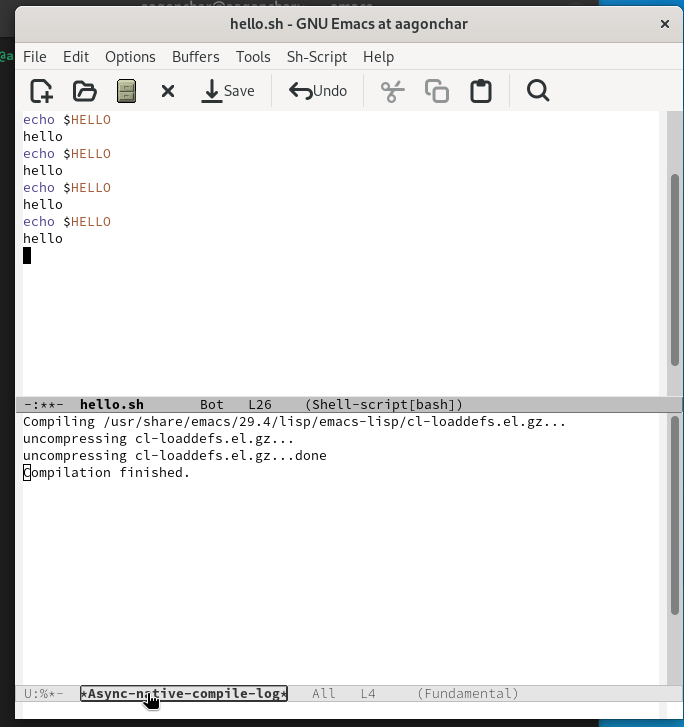 hello.sh - GNU Emacs at aagonchar
File Edit Options Buffers Tools Sh-Script Help
Save Undo
echo $HELLO
hello
echo $HELLO
hello
echo $HELLO
hello
echo $HELLO
hello
-:**- hello.sh Bot L26 (Shell-script[bash])
Compiling /usr/share/emacs/29.4/lisp/emacs-lisp/cl-loaddefs.el.gz...
uncompressing cl-loaddefs.el.gz...
uncompressing cl-loaddefs.el.gz...done
Compilation finished.
U:%*- *Async-native-compile-log* All L4 (Fundamental)